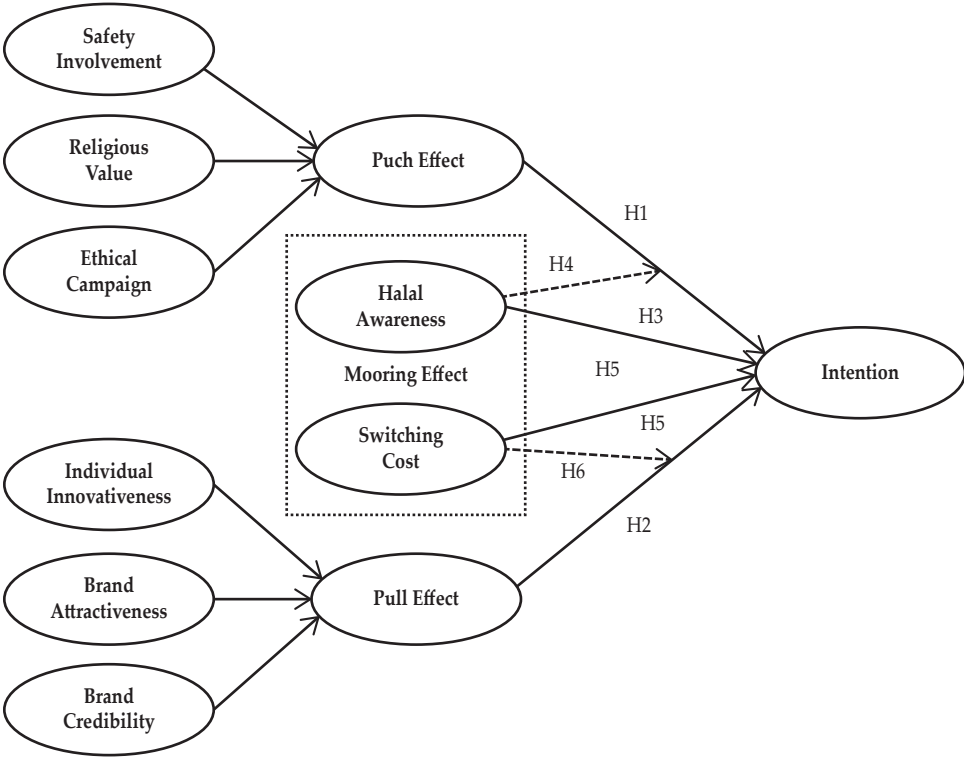 Safety
Involvement
Religious
Value
Puch Effect
Ethical
Campaign
H1
H4
Halal
Awareness
H3
Mooring Effect
H5
Intention
Switching
Cost
H5
H6
Individual
Innovativeness
H2
Brand
Attractiveness
Pull Effect
Brand
Credibility